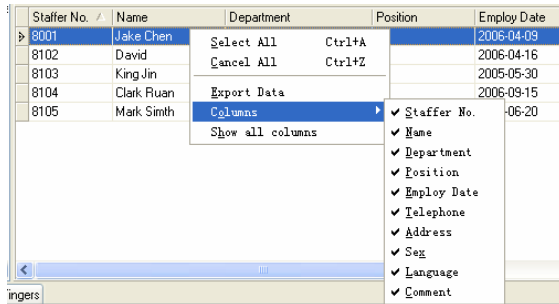 Staffer No. Name Department Position Employ Date
8001 Jake Chen 2006-04-09
8102 David 2006-04-16
8103 King Jin 2005-05-30
8104 Clark Ruan 2006-09-15
8105 Mark Simth -06-20
Select All Ctrl+A
Cancel All Ctrl+Z
Export Data
Columns
Show all columns
Staffer No.
Name
Department
Position
Employ Date
Telephone
Address
Sex
Language
Comment
ingers